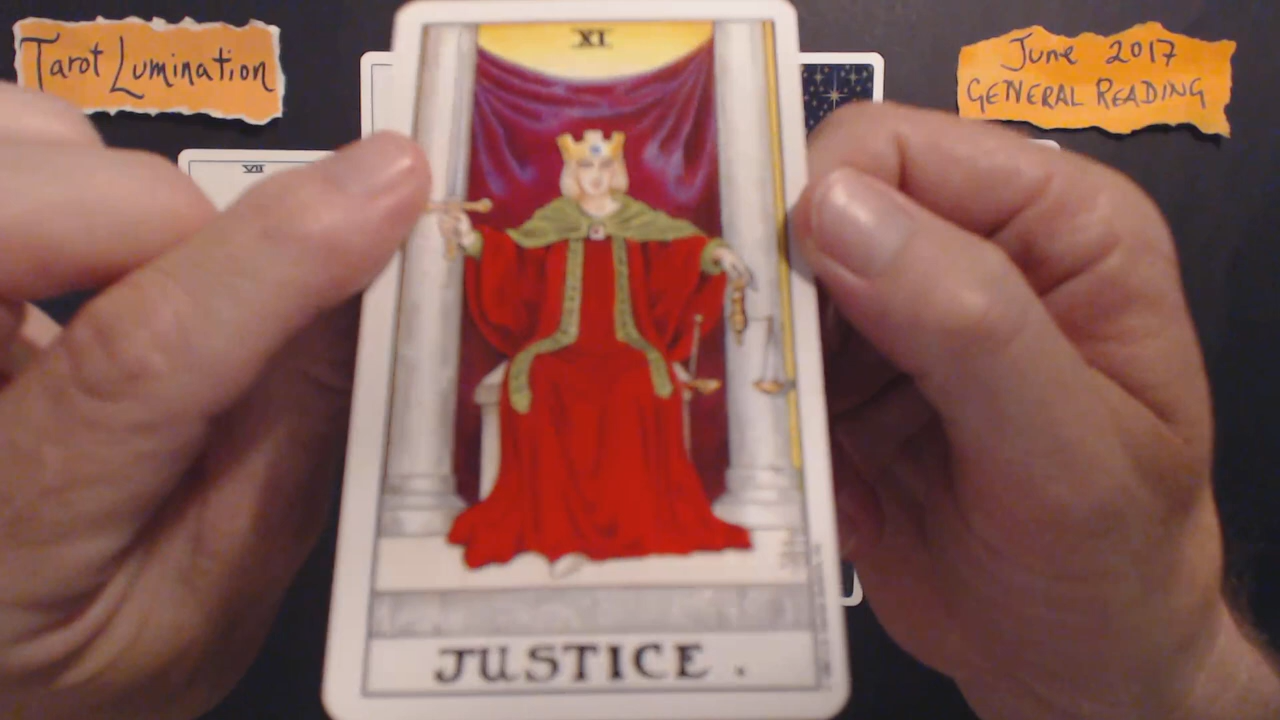 Tarot Lumination
June 2017
GENERAL READING
VII
XI
JUSTICE.